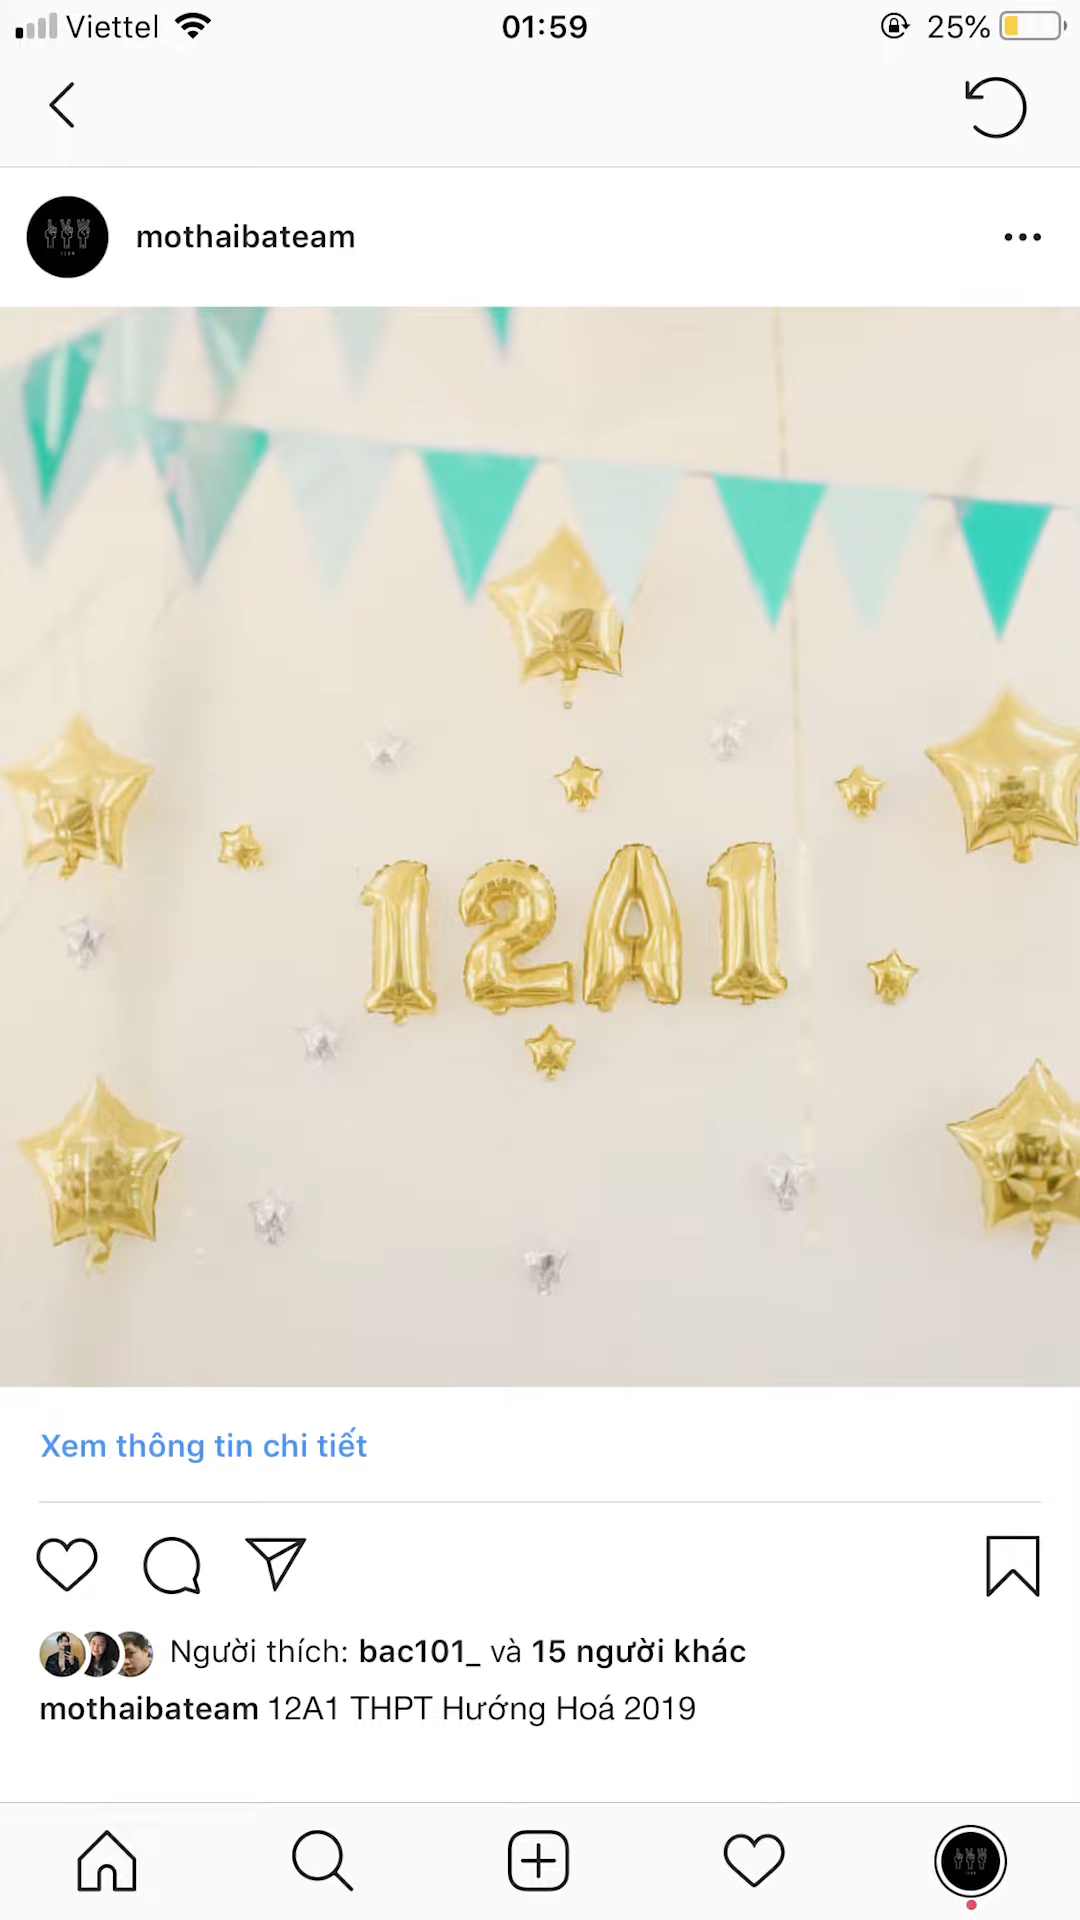 Viettel 01:59 25%
mothaibateam
12A1
Xem thông tin chi tiết
Người thích: bac101_ và 15 người khác
mothaibateam 12A1 THPT Hướng Hoá 2019